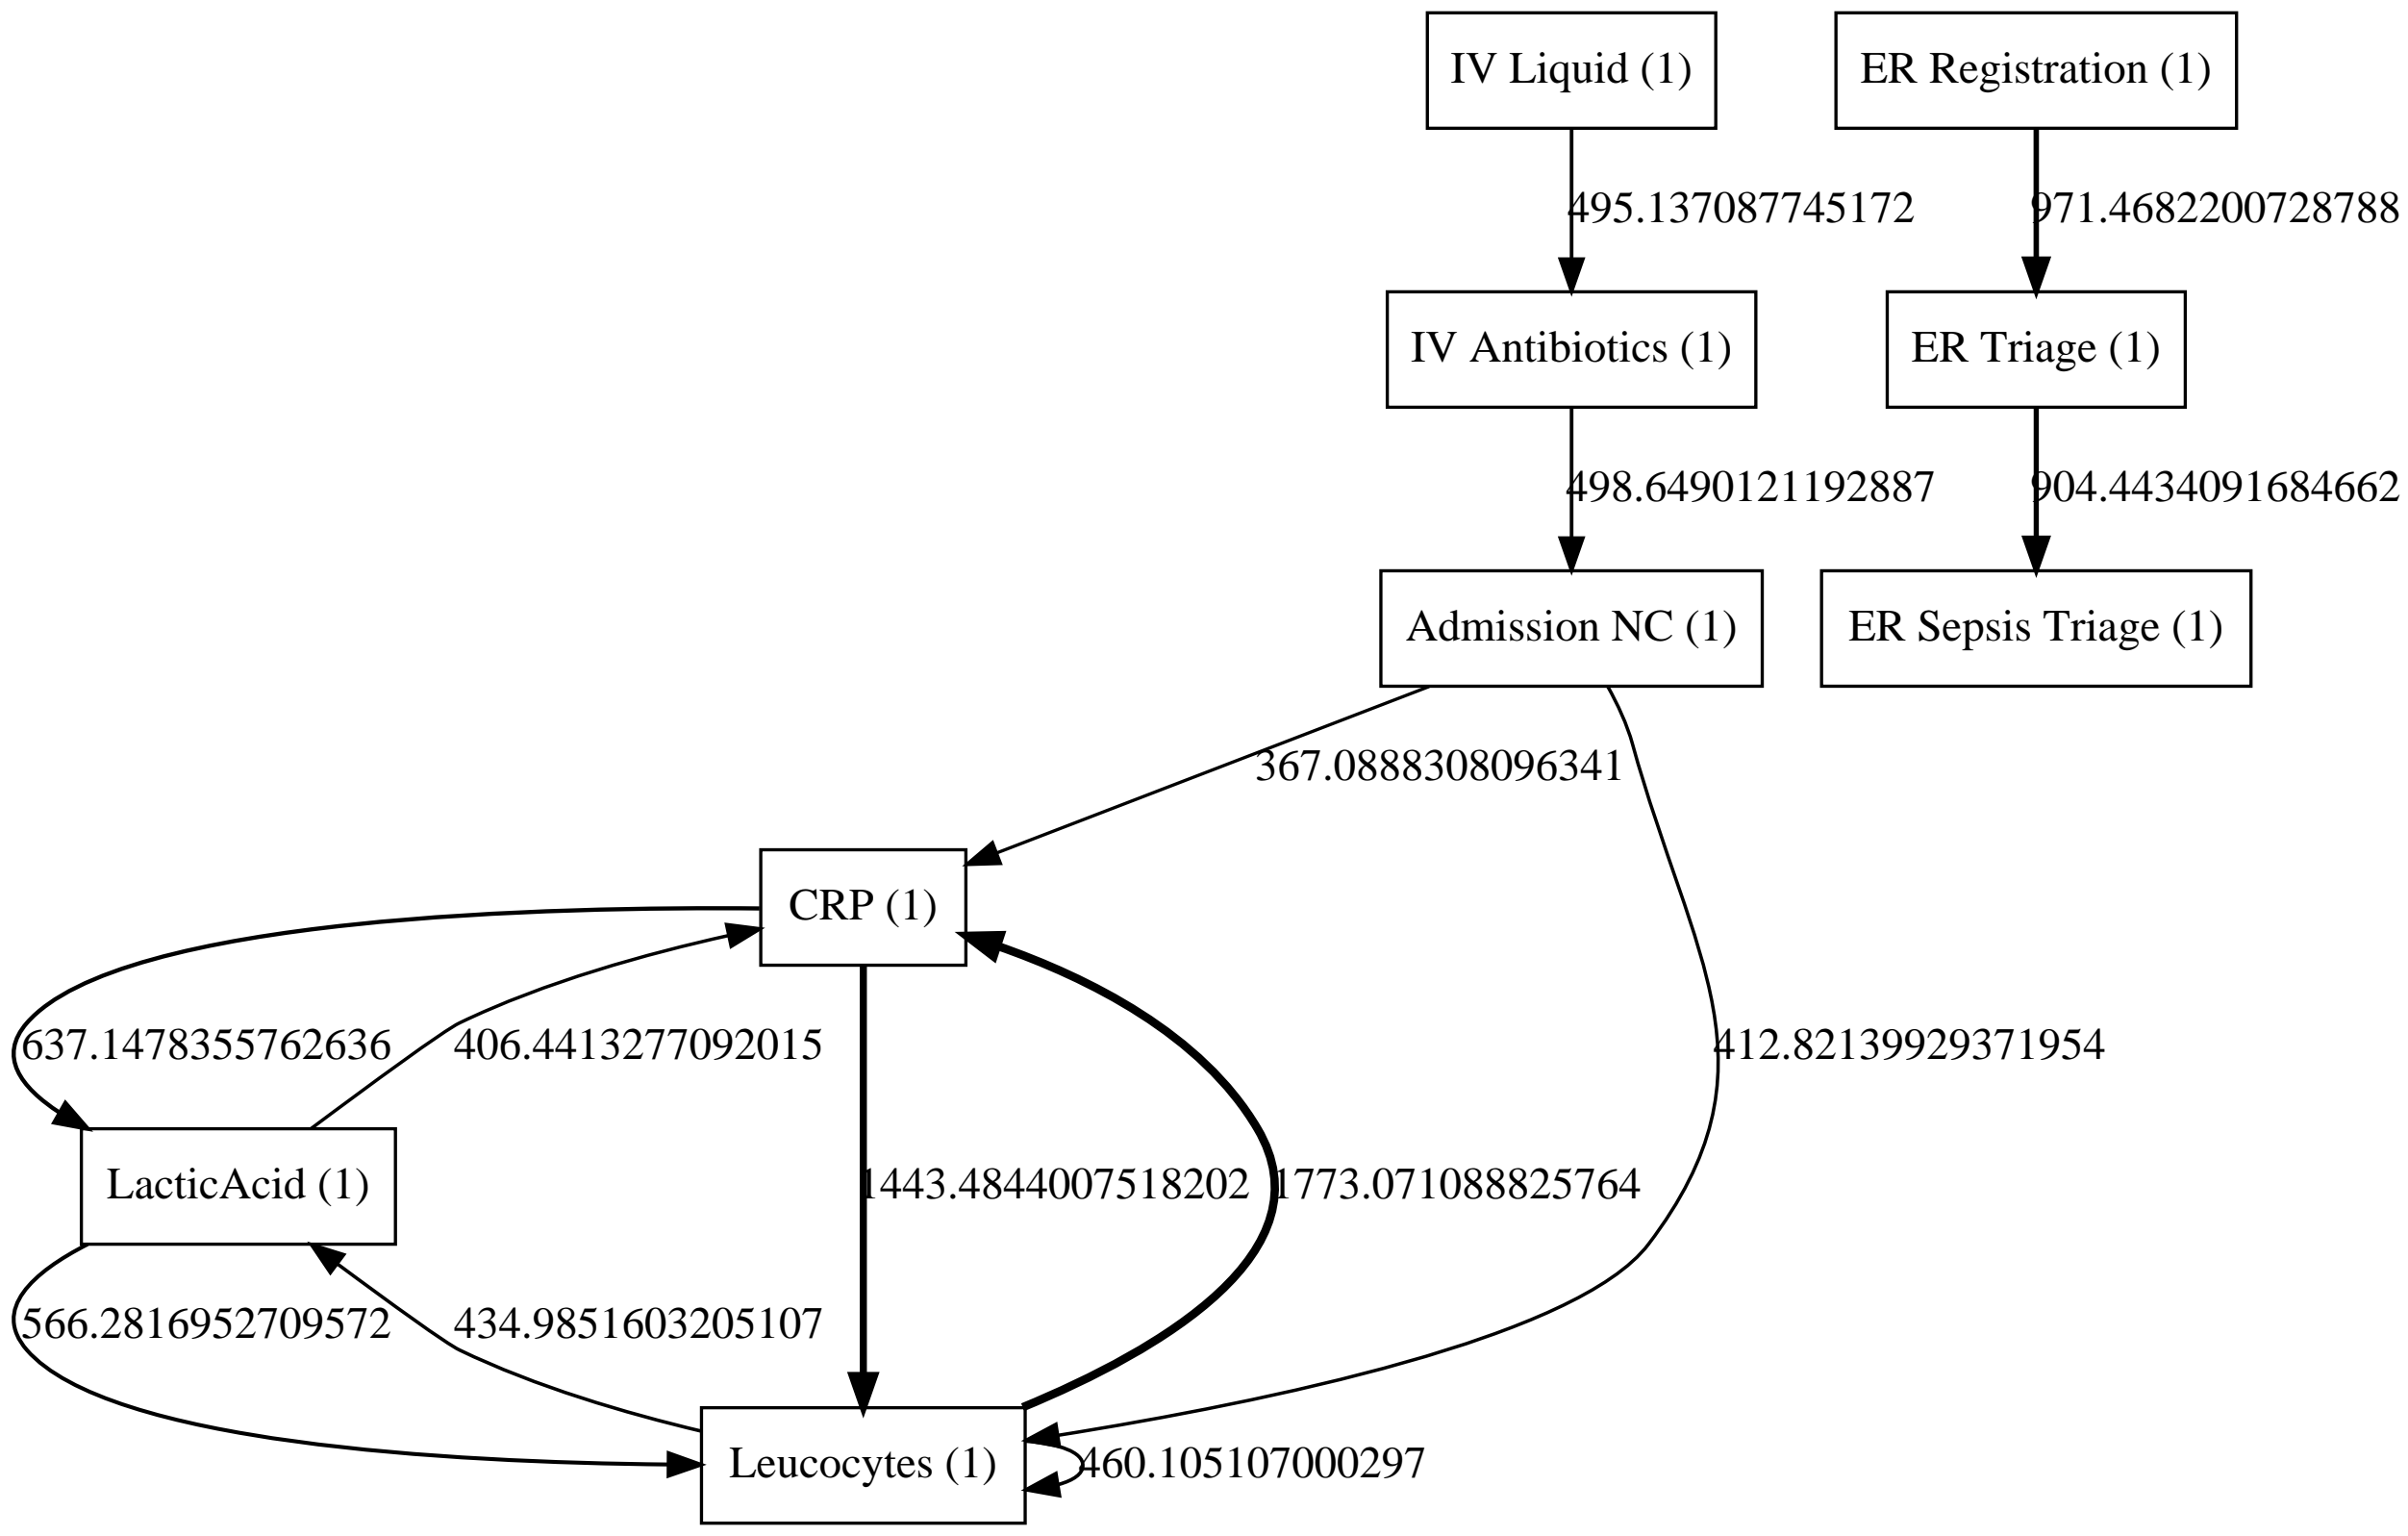 IV Liquid (1)
ER Registration (1)
495.137087745172
971.4682200728788
IV Antibiotics (1)
ER Triage (1)
498.6490121192887
904.4434091684662
Admission NC (1)
ER Sepsis Triage (1)
367.0888308096341
CRP (1)
637.1478355762636
406.4413277092015
412.82139929371954
LacticAcid (1)
1443.4844007518202
1773.071088825764
566.2816952709572
434.9851603205107
Leucocytes (1)
460.105107000297